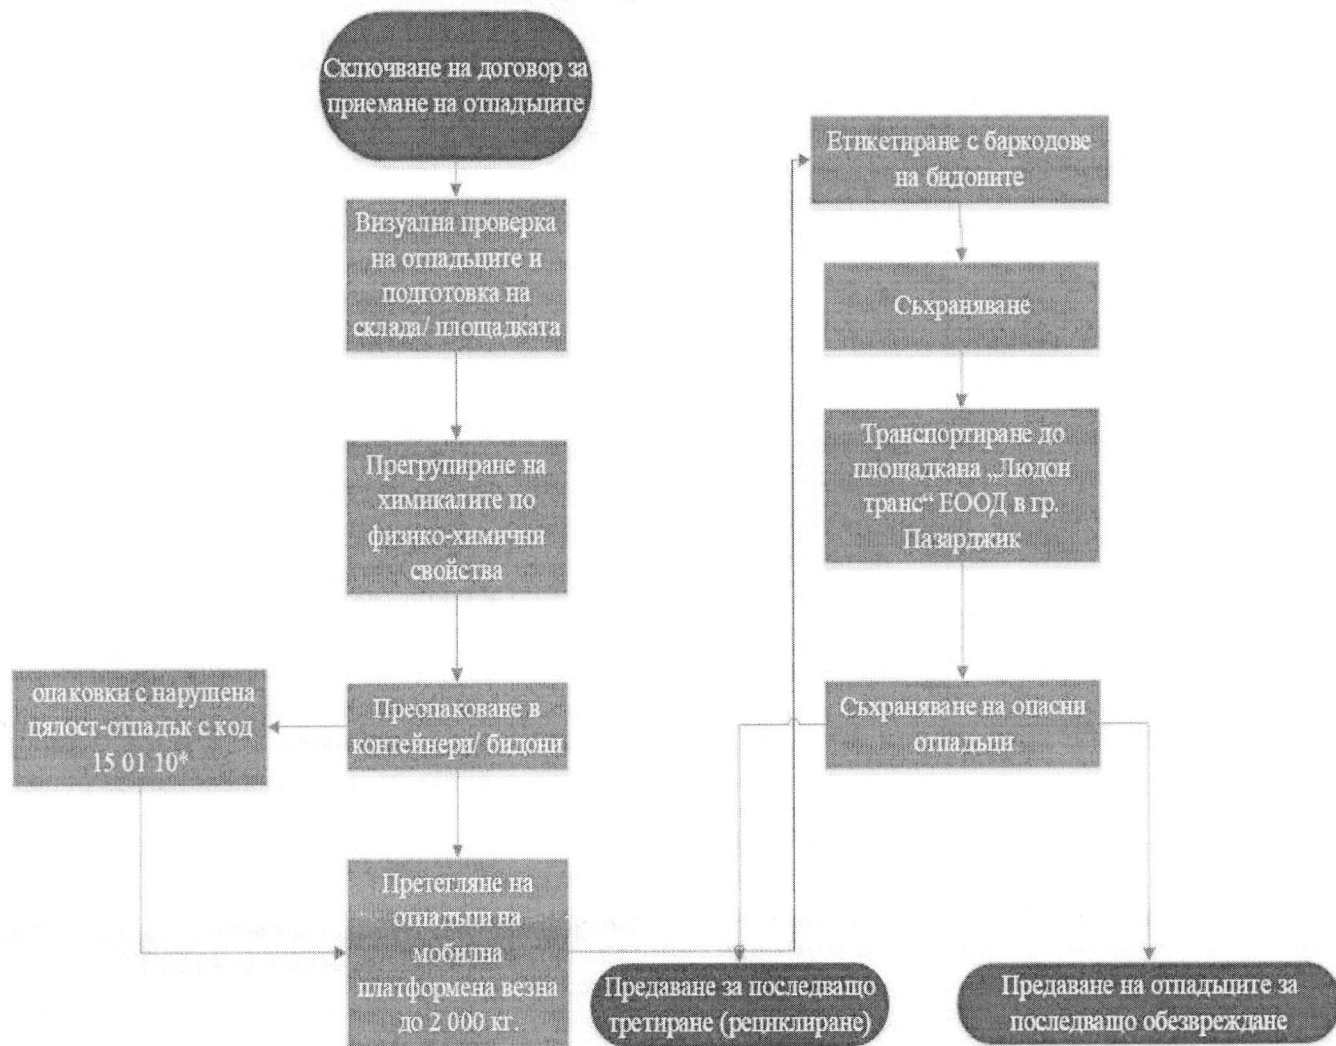 Сключване на договор за
приемане на отпадъците
Визуална проверка
на отпадъците и
подготовка на
склада/ площадката
Прегрупиране на
химикалите по
физико-химични
свойства
Преопаковане в
контейнери/ бидони
опаковки с нарушена
цялост-отпадък с код
15 01 10*
Претегляне на
отпадъци на
мобилна
платформена везна
до 2 000 кг.
Етикетиране с баркодове
на бидоните
Съхраняване
Транспортиране до
площадкана „Людон
транс“ ЕООД в гр.
Пазарджик
Съхраняване на опасни
отпадъци
Предаване за последващо
третиране (рециклиране)
Предаване на отпадъците за
последващо обезвреждане